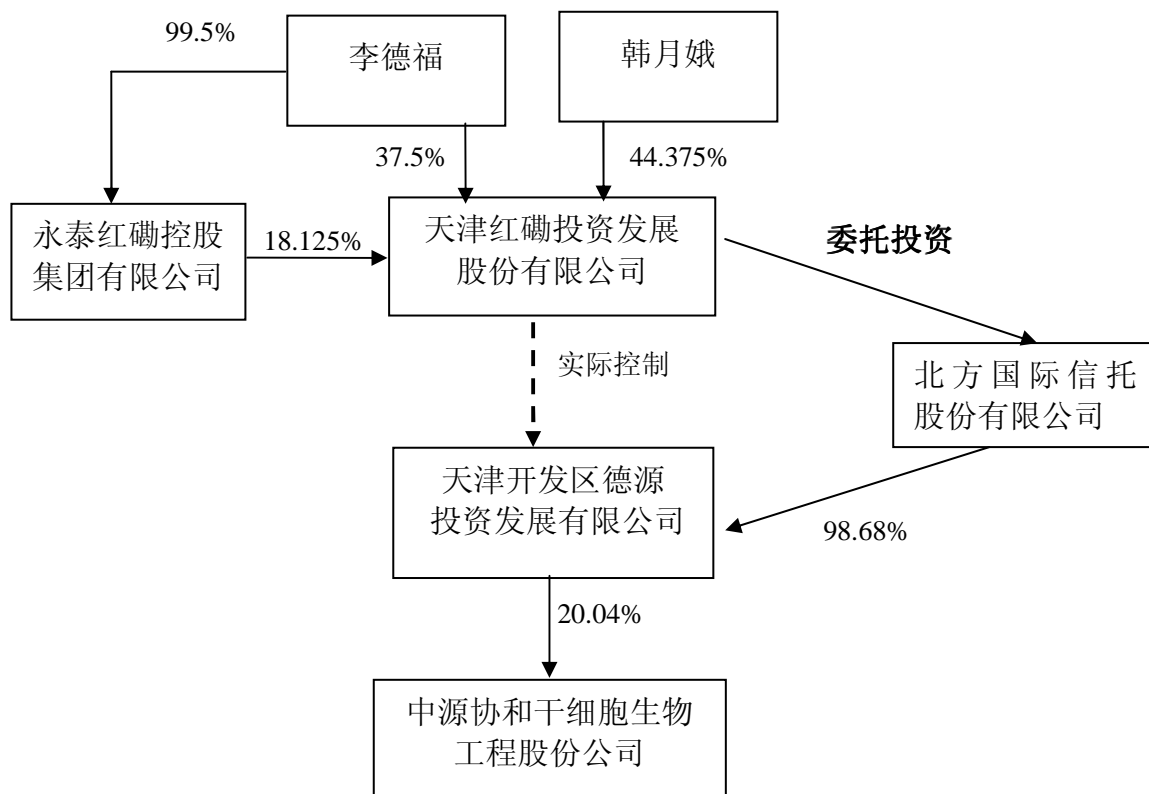 99.5%
李德福
韩月娥
37.5%
44.375%
永泰红磡控股
集团有限公司
18.125%
天津红磡投资发展
股份有限公司
委托投资
实际控制
北方国际信托
股份有限公司
天津开发区德源
投资发展有限公司
98.68%
20.04%
中源协和干细胞生物
工程股份公司